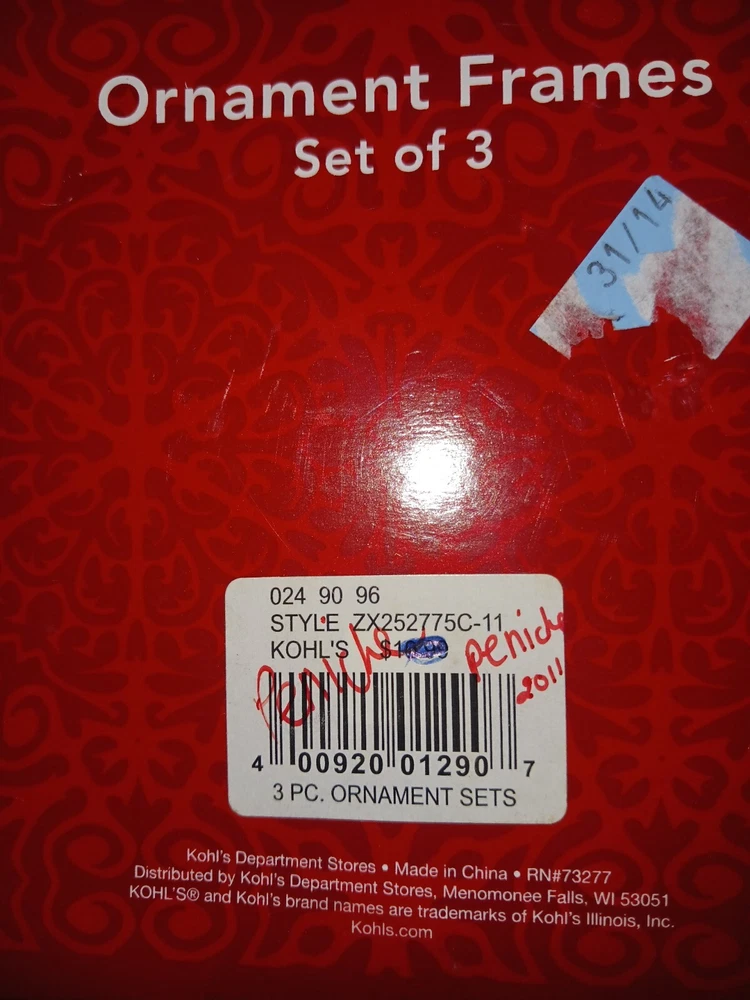 Ornament Frames
Set of 3
31/14
024 90 96
STYLE ZX252775C-11
KOHL'S
Peniche
peniche
2011
4 00920 01290 7
3 PC. ORNAMENT SETS
Kohl's Department Stores • Made in China • RN#73277
Distributed by Kohl's Department Stores, Menomonee Falls, WI 53051
KOHL'S® and Kohl's brand names are trademarks of Kohl's Illinois, Inc.
Kohls.com